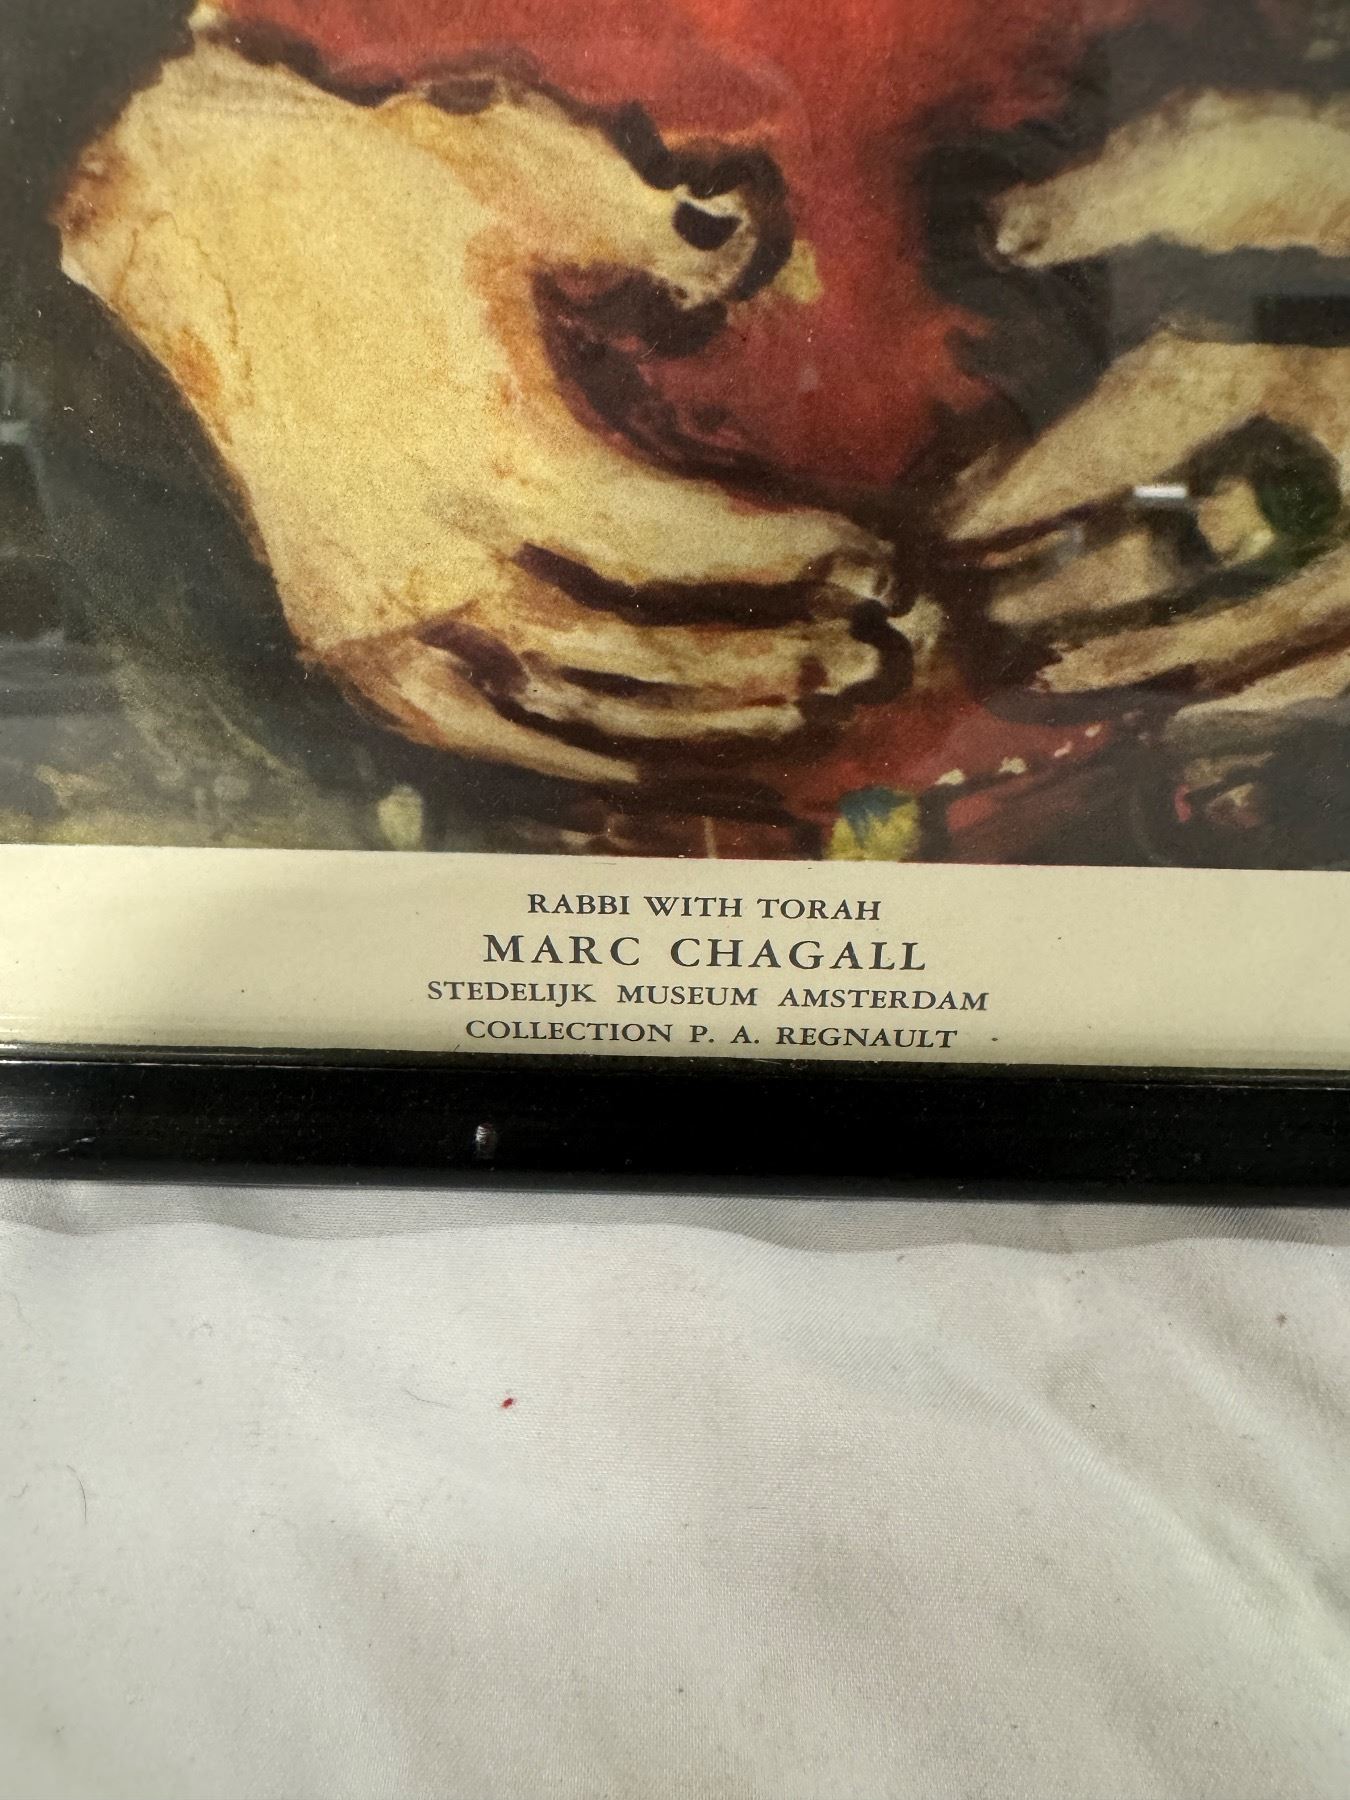 RABBI WITH TORAH
MARC CHAGALL
STEDELIJK MUSEUM AMSTERDAM
COLLECTION P. A. REGNAULT